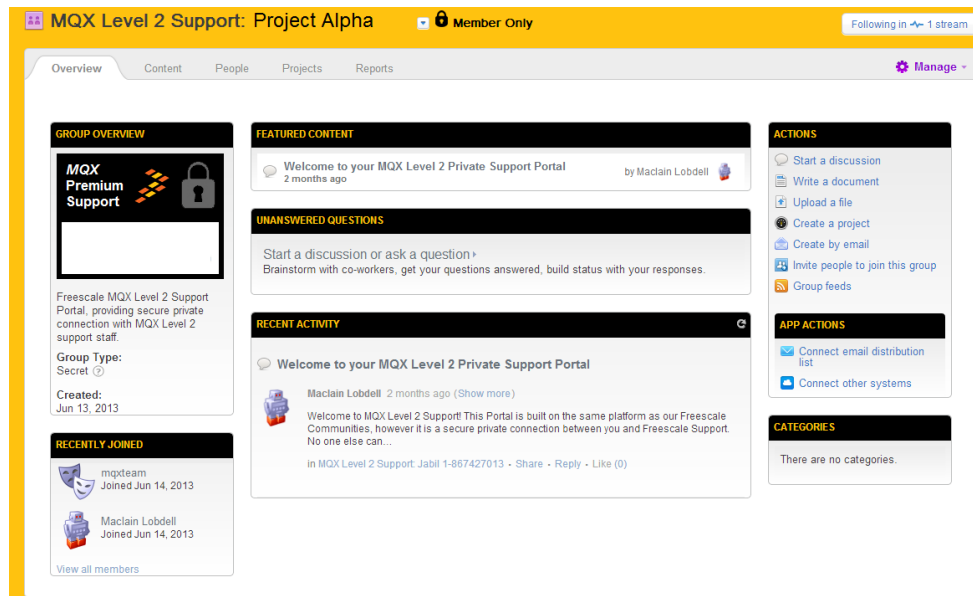 MQX Level 2 Support: Project Alpha
Member Only
Following in 1 stream
Overview
Content
People
Projects
Reports
Manage
GROUP OVERVIEW
MQX
Premium
Support
Freescale MQX Level 2 Support
Portal, providing secure private
connection with MQX Level 2
support staff.
Group Type:
Secret ?
Created:
Jun 13, 2013
RECENTLY JOINED
mqxteam
Joined Jun 14, 2013
Maclain Lobdell
Joined Jun 14, 2013
View all members
FEATURED CONTENT
Welcome to your MQX Level 2 Private Support Portal
2 months ago
by Maclain Lobdell
UNANSWERED QUESTIONS
Start a discussion or ask a question
Brainstorm with co-workers, get your questions answered, build status with your responses.
RECENT ACTIVITY
Welcome to your MQX Level 2 Private Support Portal
Maclain Lobdell 2 months ago (Show more)
Welcome to MQX Level 2 Support! This Portal is built on the same platform as our Freescale
Communities, however it is a secure private connection between you and Freescale Support.
No one else can...
in MQX Level 2 Support: Jabil 1-867427013 - Share - Reply - Like (0)
ACTIONS
Start a discussion
Write a document
Upload a file
Create a project
Create by email
Invite people to join this group
Group feeds
APP ACTIONS
Connect email distribution
list
Connect other systems
CATEGORIES
There are no categories.